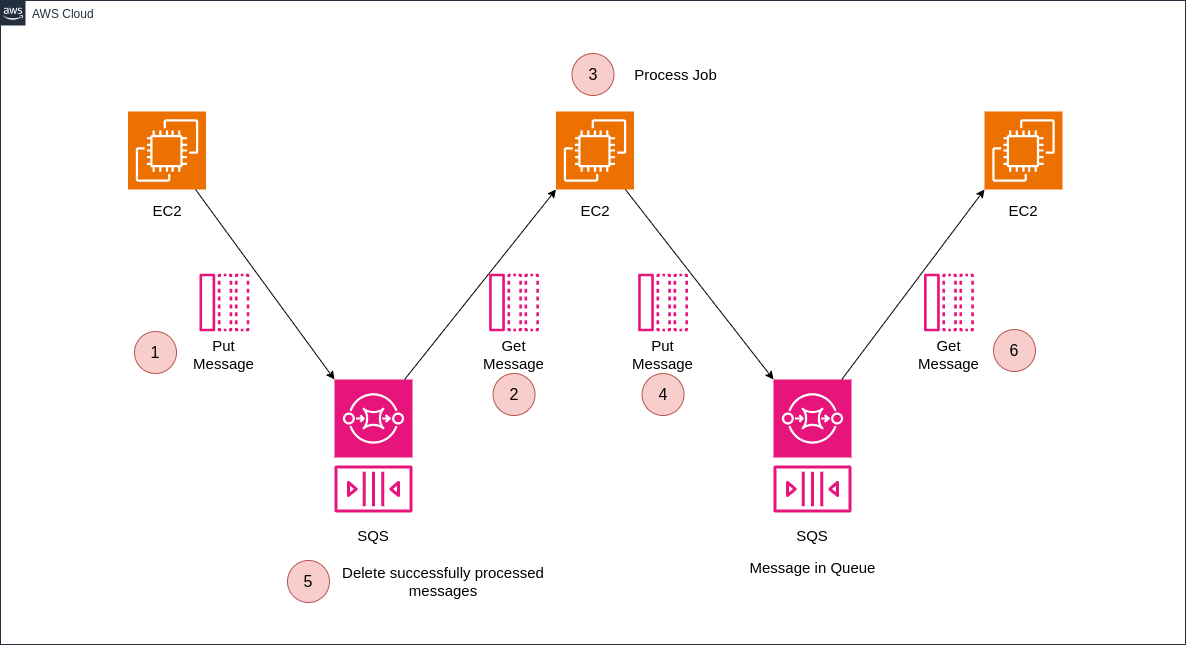 aws
AWS Cloud
3
Process Job
EC2
EC2
EC2
1
Put
Message
Get
Message
2
Put
Message
4
Get
Message
6
SQS
SQS
5
Delete successfully processed
messages
Message in Queue